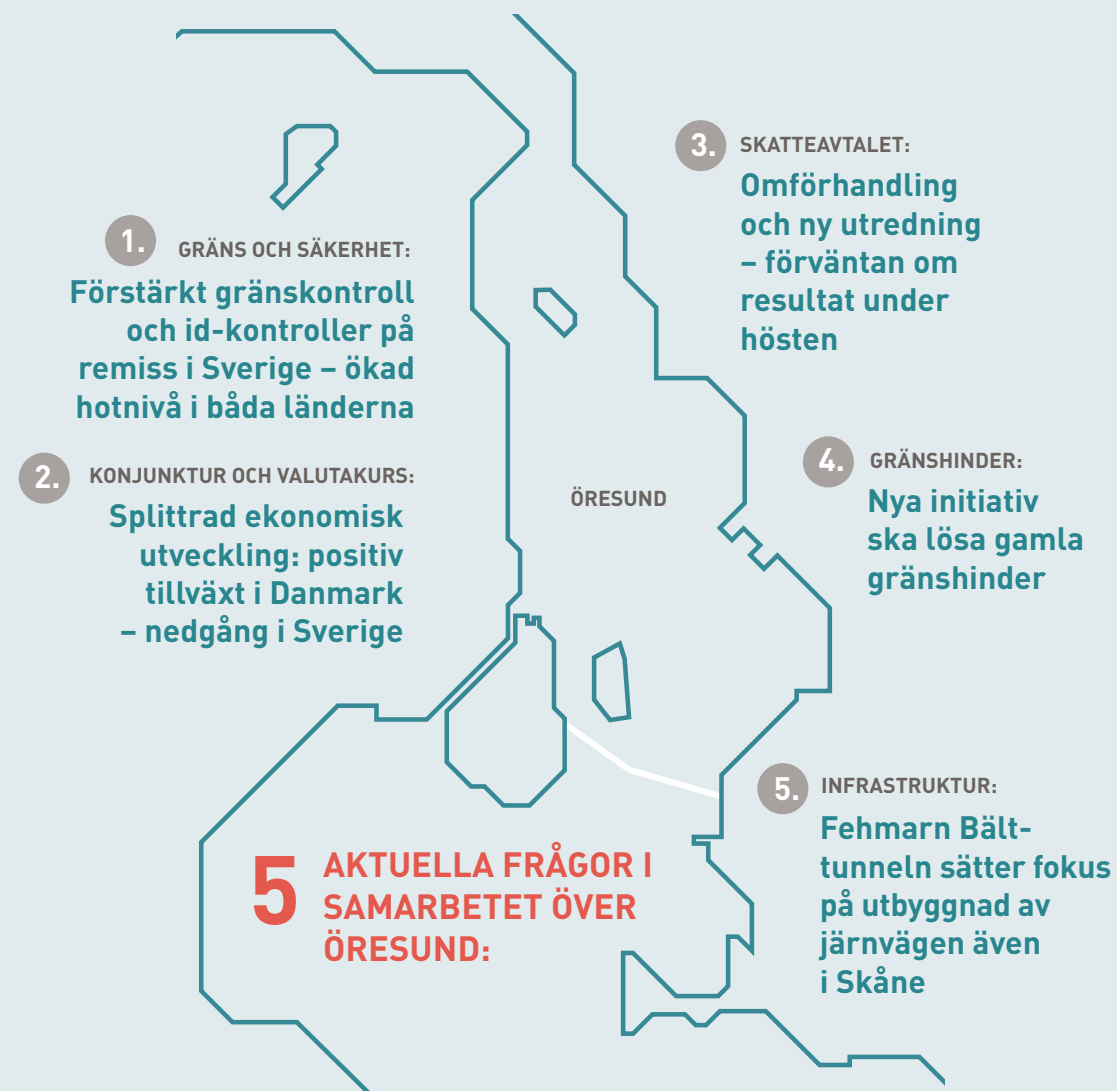 5 AKTUELLA FRÅGOR I
SAMARBETET ÖVER
ÖRESUND:
1. GRÄNS OCH SÄKERHET:
Förstärkt gränskontroll
och id-kontroller på
remiss i Sverige – ökad
hotnivå i båda länderna
2. KONJUNKTUR OCH VALUTAKURS:
Splittrad ekonomisk
utveckling: positiv
tillväxt i Danmark
– nedgång i Sverige
3. SKATTEAVTALET:
Omförhandling
och ny utredning
– förväntan om
resultat under
hösten
4. GRÄNSHINDER:
Nya initiativ
ska lösa gamla
gränshinder
5. INFRASTRUKTUR:
Fehmarn Bält-
tunneln sätter fokus
på utbyggnad av
järnvägen även
i Skåne
ÖRESUND